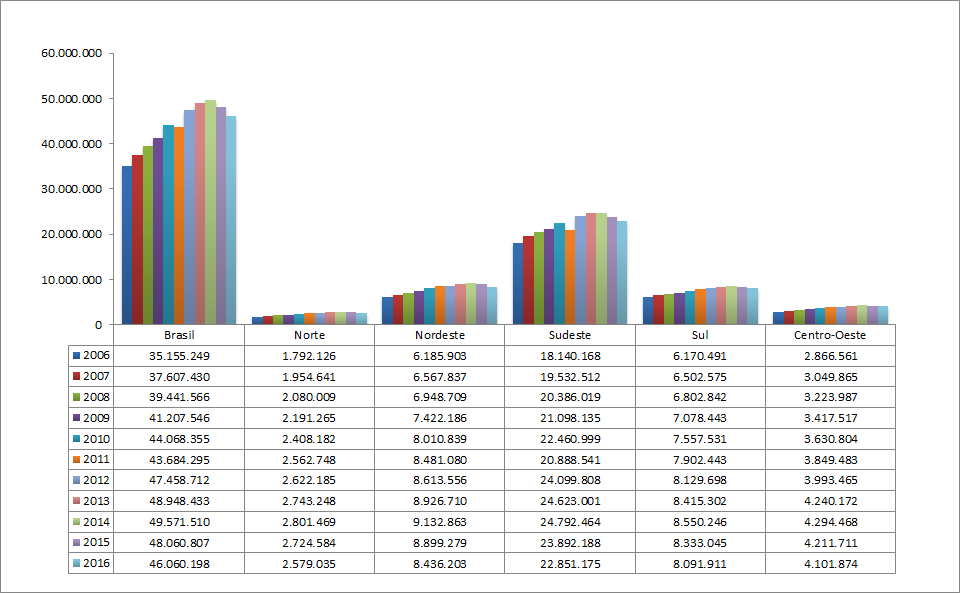 60.000.000
50.000.000
40.000.000
30.000.000
20.000.000
10.000.000
0
Brasil Norte Nordeste Sudeste Sul Centro-Oeste
2006 35.155.249 1.792.126 6.185.903 18.140.168 6.170.491 2.866.561
2007 37.607.430 1.954.641 6.567.837 19.532.512 6.502.575 3.049.865
2008 39.441.566 2.080.009 6.948.709 20.386.019 6.802.842 3.223.987
2009 41.207.546 2.191.265 7.422.186 21.098.135 7.078.443 3.417.517
2010 44.068.355 2.408.182 8.010.839 22.460.999 7.557.531 3.630.804
2011 43.684.295 2.562.748 8.481.080 20.888.541 7.902.443 3.849.483
2012 47.458.712 2.622.185 8.613.556 24.099.808 8.129.698 3.993.465
2013 48.948.433 2.743.248 8.926.710 24.623.001 8.415.302 4.240.172
2014 49.571.510 2.801.469 9.132.863 24.792.464 8.550.246 4.294.468
2015 48.060.807 2.724.584 8.899.279 23.892.188 8.333.045 4.211.711
2016 46.060.198 2.579.035 8.436.203 22.851.175 8.091.911 4.101.874